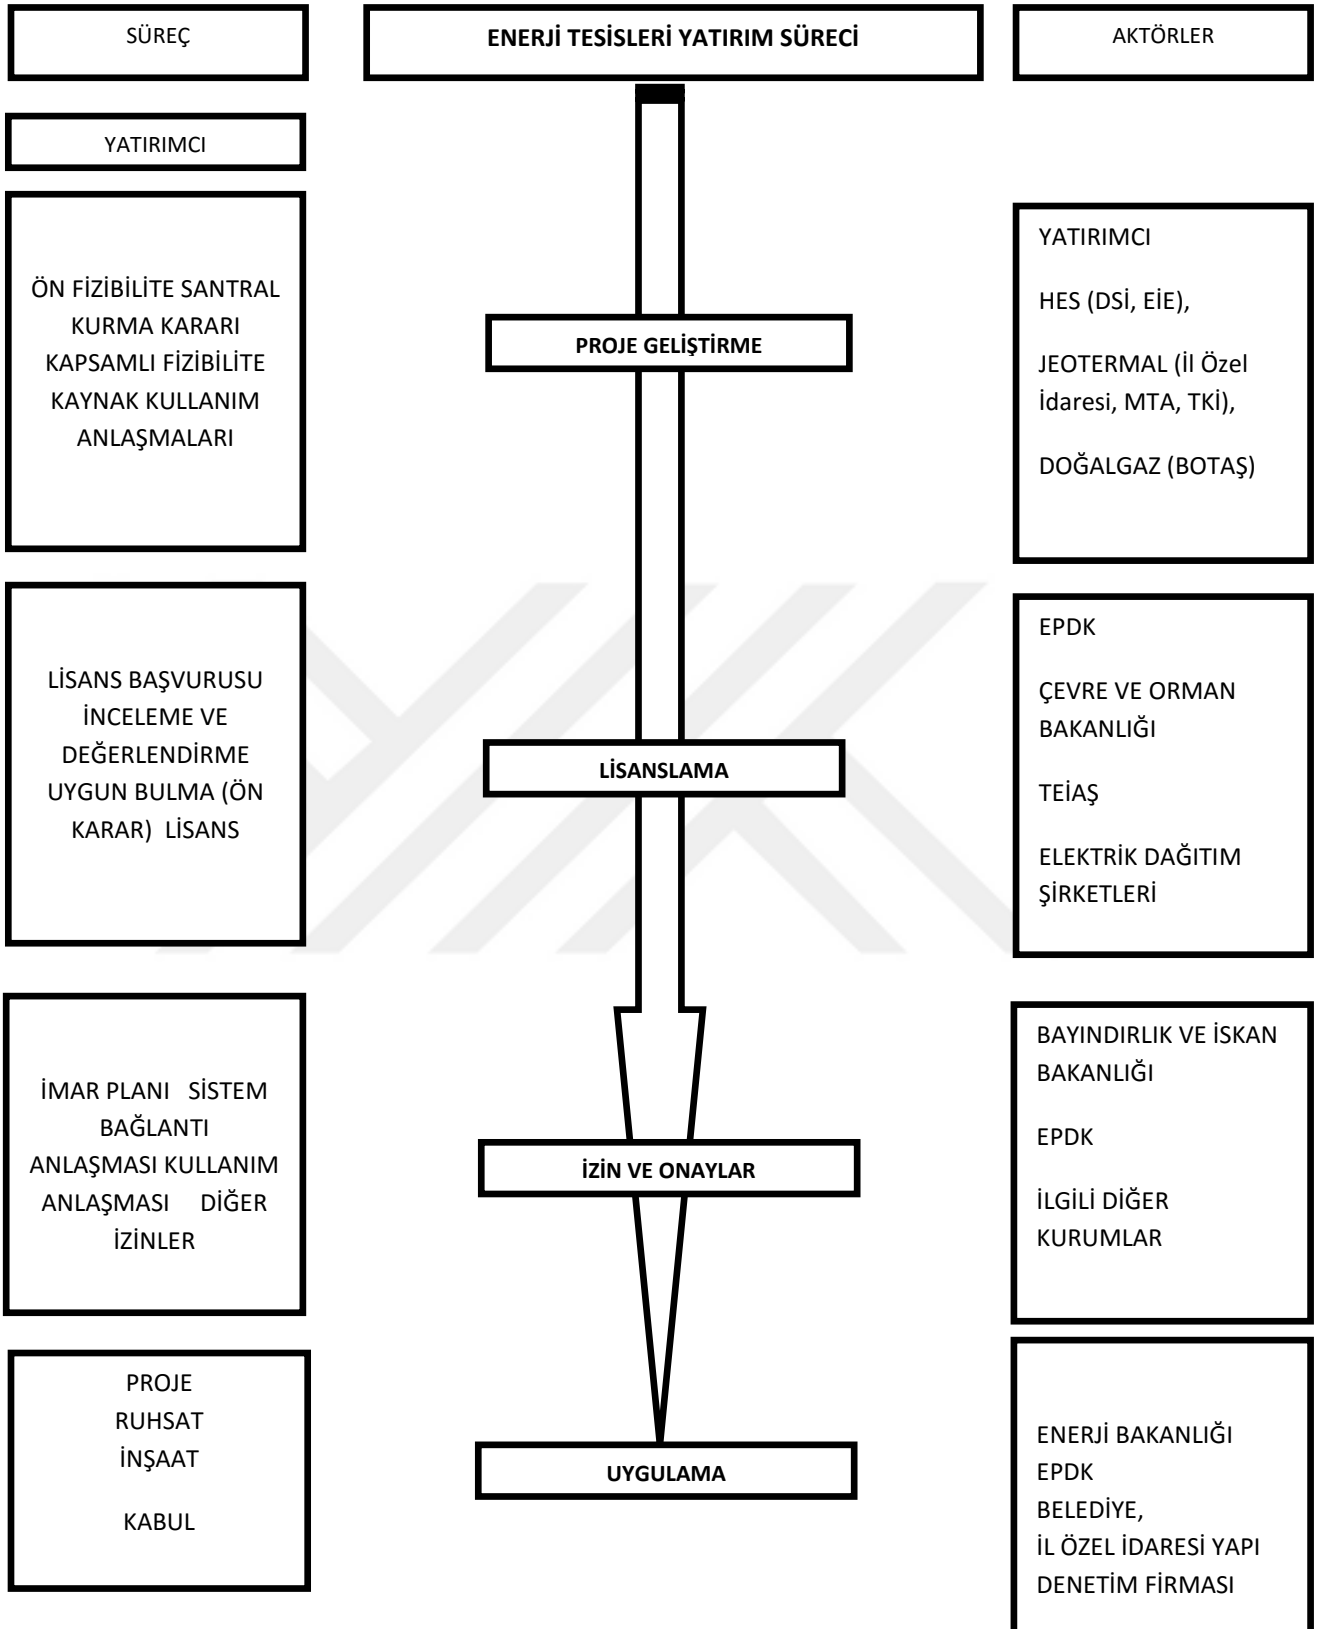 SÜREÇ
ENERJİ TESİSLERİ YATIRIM SÜRECİ
AKTÖRLER
YATIRIMCI
ÖN FİZİBİLİTE SANTRAL
KURMA KARARI
KAPSAMLI FİZİBİLİTE
KAYNAK KULLANIM
ANLAŞMALARI
PROJE GELİŞTİRME
YATIRIMCI
HES (DSİ, EİE),
JEOTERMAL (İl Özel
İdaresi, MTA, TKİ),
DOĞALGAZ (BOTAŞ)
LİSANS BAŞVURUSU
İNCELEME VE
DEĞERLENDİRME
UYGUN BULMA (ÖN
KARAR) LİSANS
LİSANSLAMA
EPDK
ÇEVRE VE ORMAN
BAKANLIĞI
TEİAŞ
ELEKTRİK DAĞITIM
ŞİRKETLERİ
İMAR PLANI SİSTEM
BAĞLANTI
ANLAŞMASI KULLANIM
ANLAŞMASI DİĞER
İZİNLER
İZİN VE ONAYLAR
BAYINDIRLIK VE İSKAN
BAKANLIĞI
EPDK
İLGİLİ DİĞER
KURUMLAR
PROJE
RUHSAT
İNŞAAT
KABUL
UYGULAMA
ENERJİ BAKANLIĞI
EPDK
BELEDİYE,
İL ÖZEL İDARESİ YAPI
DENETİM FİRMASI